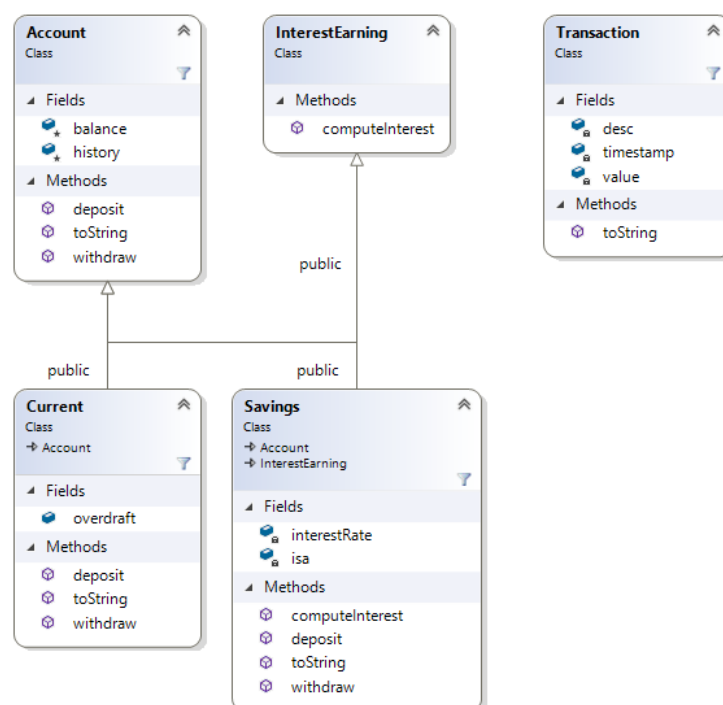 Account
Class
Fields
balance
history
Methods
deposit
toString
withdraw
InterestEarning
Class
Methods
computeInterest
Transaction
Class
Fields
desc
timestamp
value
Methods
toString
public
public
public
Current
Class
Account
Fields
overdraft
Methods
deposit
toString
withdraw
Savings
Class
Account
InterestEarning
Fields
interestRate
isa
Methods
computeInterest
deposit
toString
withdraw